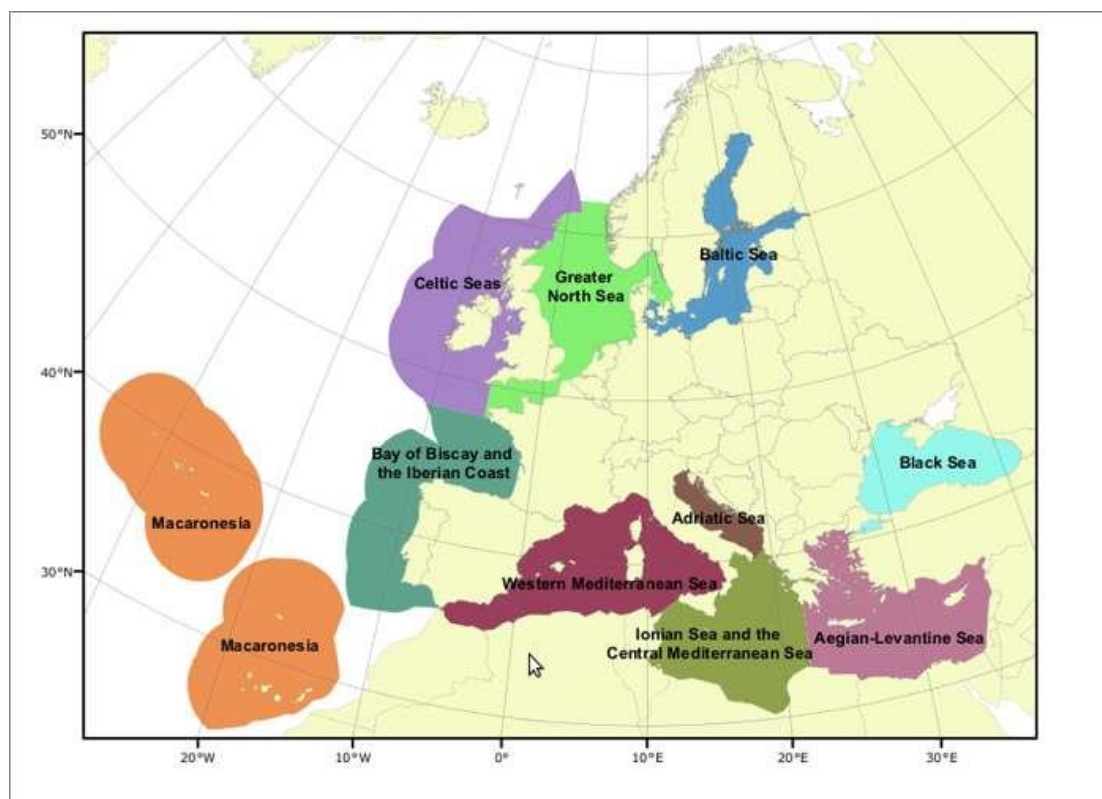 50°N
Baltic Sea
Celtic Seas
Greater
North Sea
40°N
Bay of Biscay and
the Iberian Coast
Black Sea
Macaronesia
Adriatic Sea
30°N
Western Mediterranean Sea
Ionian Sea and the
Central Mediterranean Sea
Aegian-Levantine Sea
Macaronesia
20°W
10°W
0°
10°E
20°E
30°E